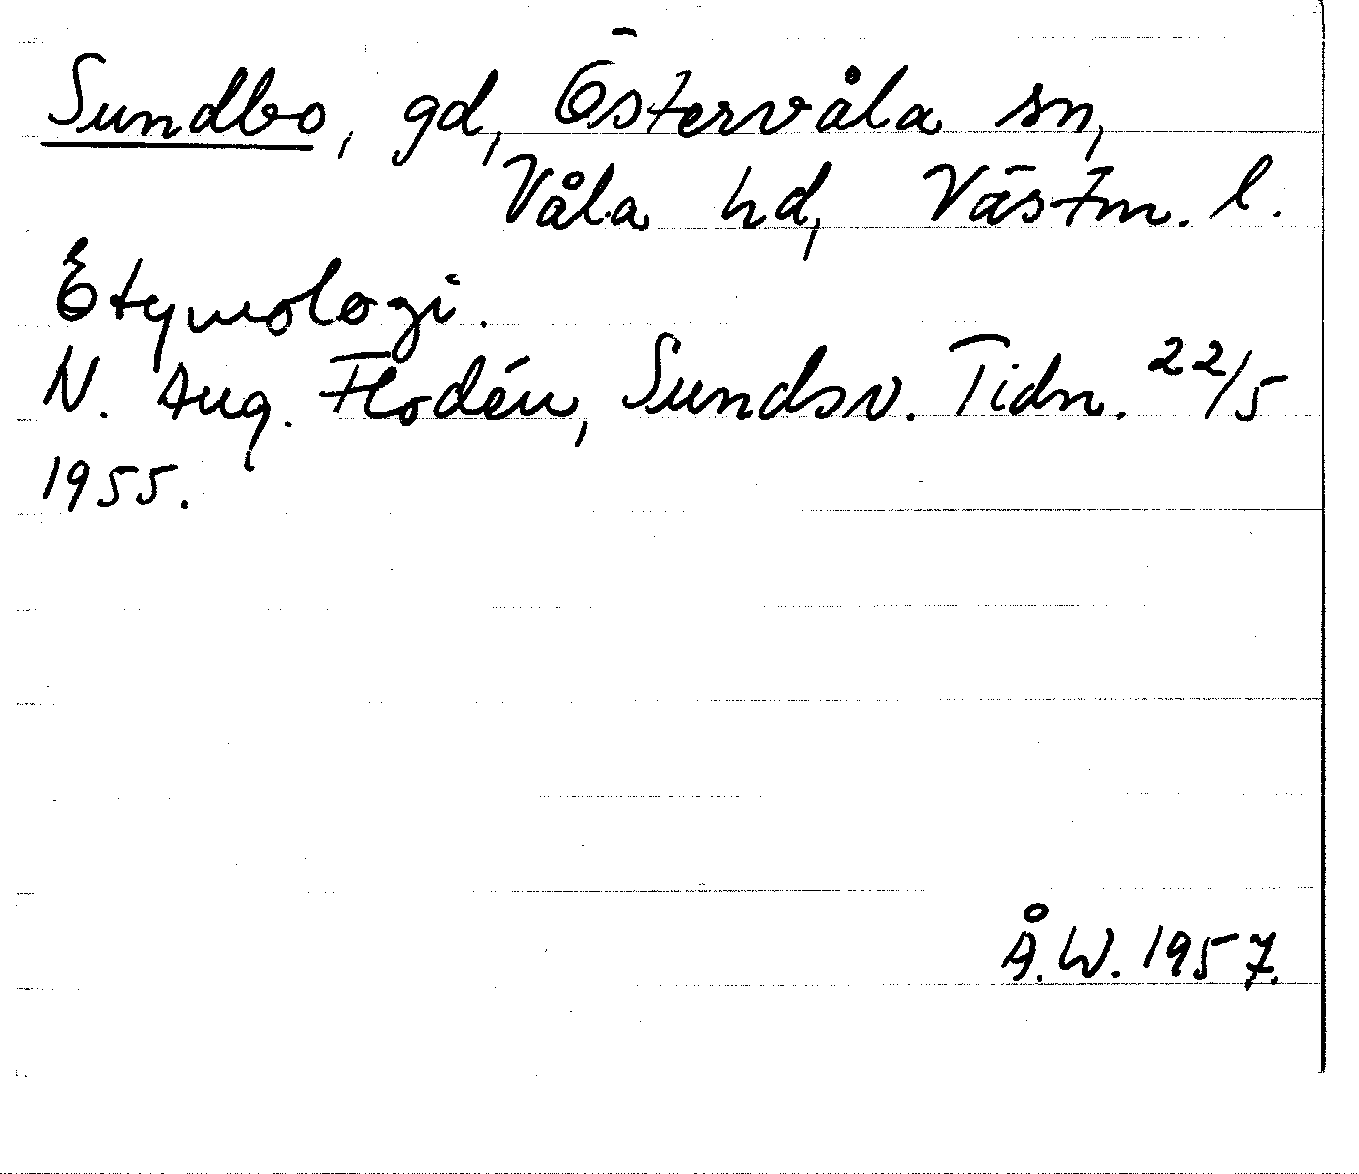 Sundbo, gd, Östervåla sn,
Våla hd, Västm. l.
Etymologi.
N. Aug. Flodén, Sundsv. Tidn. 22/5
1955.
Å.W. 1957.